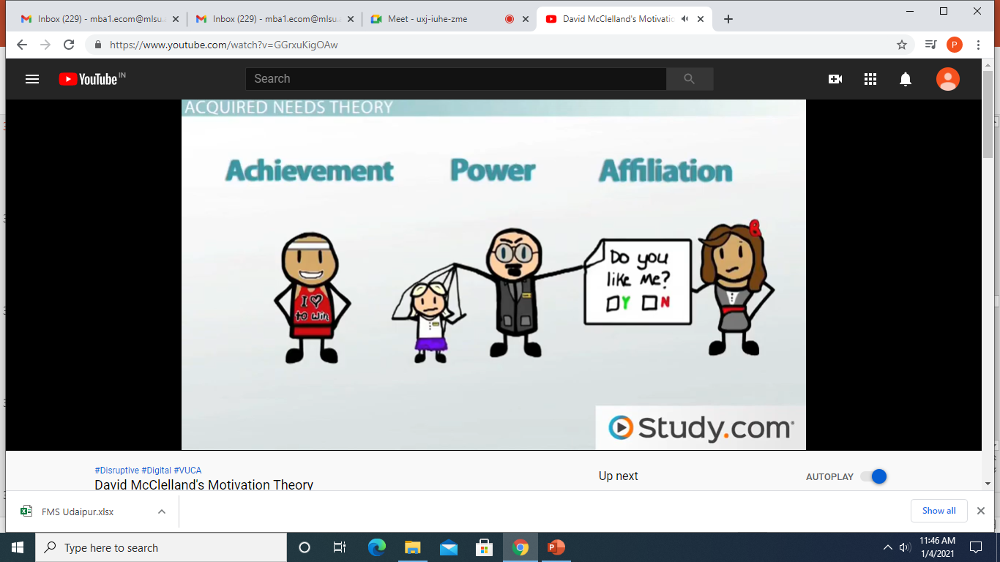 Inbox (229) - mba1.ecom@mlsu.a
Inbox (229) - mba1.ecom@mlsu.a
Meet - uxj-iuhe-zme
David McClelland's Motivatio
https://www.youtube.com/watch?v=GGrxuKigOAw
P
YouTube IN
Search
ACQUIRED NEEDS THEORY
Achievement
Power
Affiliation
I
to win
Do you
like me?
Y N
Study.com
#Disruptive #Digital #VUCA
David McClelland's Motivation Theory
Up next
AUTOPLAY
FMS Udaipur.xlsx
Show all
Type here to search
11:46 AM
1/4/2021